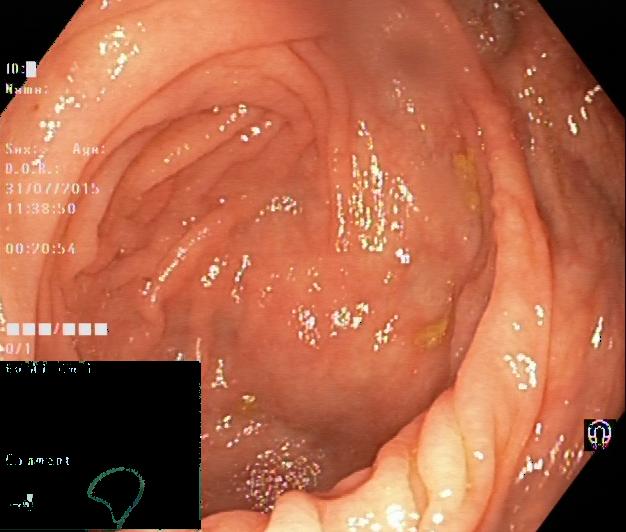 ID:
Name:
Sex: Age:
D.O.B.:
31/07/2015
11:38:50
00:20:54
0/1
Comment